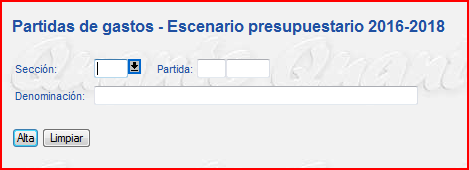 Partidas de gastos - Escenario presupuestario 2016-2018
Sección: Partida:
Denominación:
Alta Limpiar